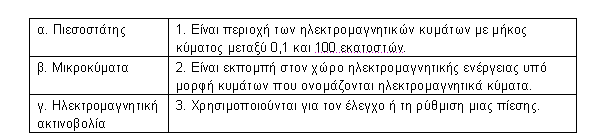 α. Πιεσοστάτης
1. Είναι περιοχή των ηλεκτρομαγνητικών κυμάτων με μήκος
κύματος μεταξύ 0,1 και 100 εκατοστών.
β. Μικροκύματα
2. Είναι εκπομπή στον χώρο ηλεκτρομαγνητικής ενέργειας υπό
μορφή κυμάτων που ονομάζονται ηλεκτρομαγνητικά κύματα.
γ. Ηλεκτρομαγνητική
ακτινοβολία
3. Χρησιμοποιούνται για τον έλεγχο ή τη ρύθμιση μιας πίεσης.